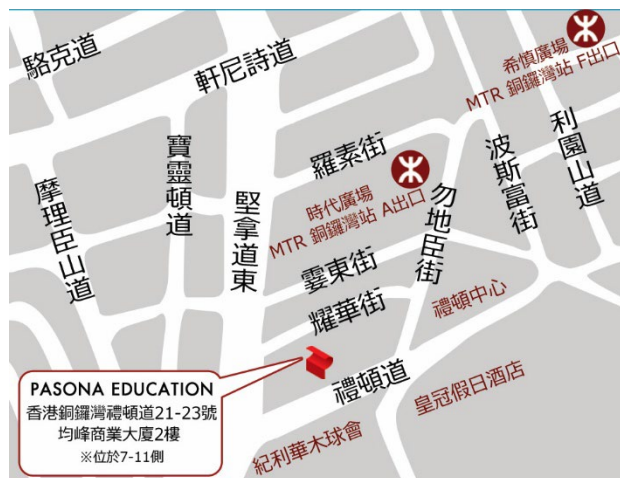 駱克道
軒尼詩道
希慎廣場
MTR 銅鑼灣站 F出口
利園山道
波斯富街
羅素街
寶靈頓道
摩理臣山道
堅拿道東
時代廣場
MTR 銅鑼灣站 A出口
勿地臣街
霎東街
耀華街
禮頓中心
禮頓道
皇冠假日酒店
紀利華木球會
PASONA EDUCATION
香港銅鑼灣禮頓道21-23號
均峰商業大廈2樓
※位於7-11側